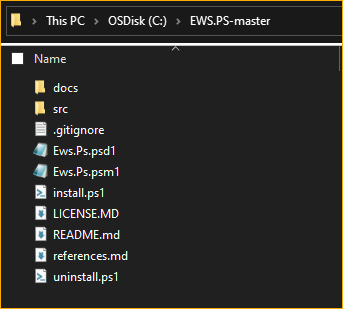 This PC > OSDisk (C:) > EWS.PS-master
Name
docs
src
.gitignore
Ews.Ps.psd1
Ews.Ps.psm1
install.ps1
LICENSE.MD
README.md
references.md
uninstall.ps1